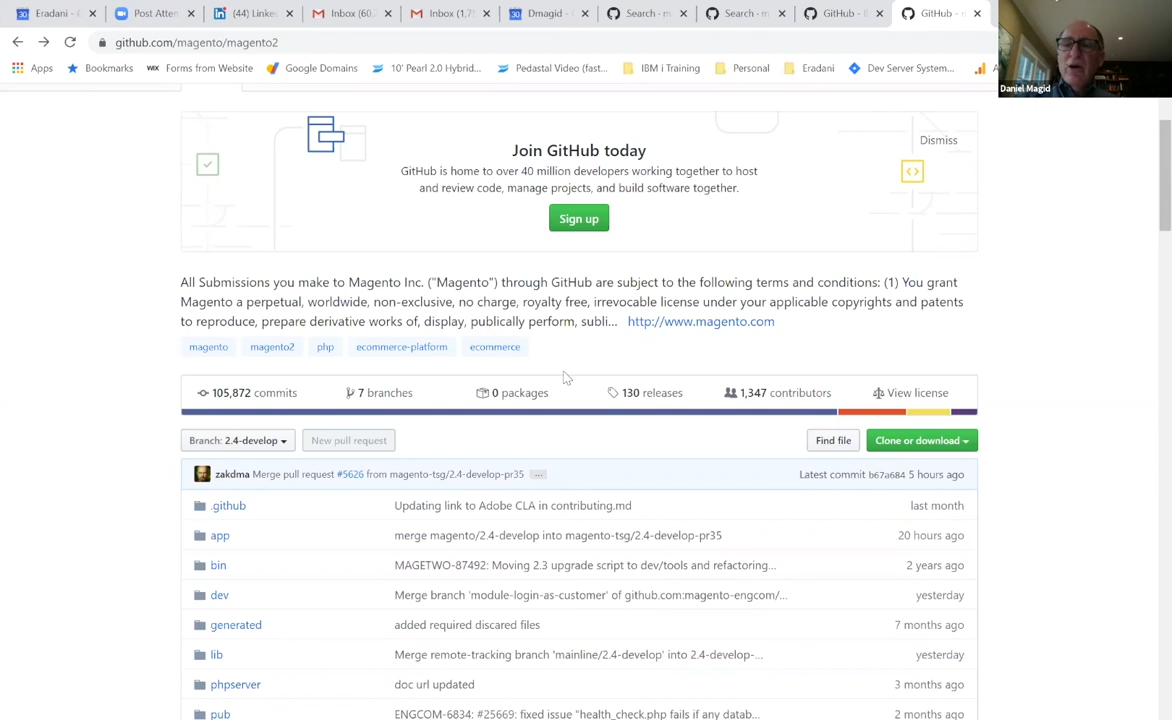 Eradani - C
Post Atten
(44) Linke
Inbox (60,
Inbox (1,7
Dmagid -
Search - m
Search - m
GitHub - E
GitHub - m
github.com/magento/magento2
Apps
Bookmarks
Forms from Website
Google Domains
10' Pearl 2.0 Hybrid...
Pedastal Video (fast...
IBM i Training
Personal
Eradani
Dev Server System...
Daniel Magid
Join GitHub today
Dismiss
GitHub is home to over 40 million developers working together to host
and review code, manage projects, and build software together.
Sign up
All Submissions you make to Magento Inc. ("Magento") through GitHub are subject to the following terms and conditions: (1) You grant
Magento a perpetual, worldwide, non-exclusive, no charge, royalty free, irrevocable license under your applicable copyrights and patents
to reproduce, prepare derivative works of, display, publically perform, subli... http://www.magento.com
magento magento2 php ecommerce-platform ecommerce
105,872 commits 7 branches 0 packages 130 releases 1,347 contributors View license
Branch: 2.4-develop New pull request Find file Clone or download
zakdma Merge pull request #5626 from magento-tsg/2.4-develop-pr35 ... Latest commit b67a684 5 hours ago
.github Updating link to Adobe CLA in contributing.md last month
app merge magento/2.4-develop into magento-tsg/2.4-develop-pr35 20 hours ago
bin MAGETWO-87492: Moving 2.3 upgrade script to dev/tools and refactoring... 2 years ago
dev Merge branch 'module-login-as-customer' of github.com:magento-engcom/... yesterday
generated added required discared files 7 months ago
lib Merge remote-tracking branch 'mainline/2.4-develop' into 2.4-develop-... yesterday
phpserver doc url updated 3 months ago
pub ENGCOM-6834: #25669: fixed issue "health_check.php fails if any datab... 2 months ago